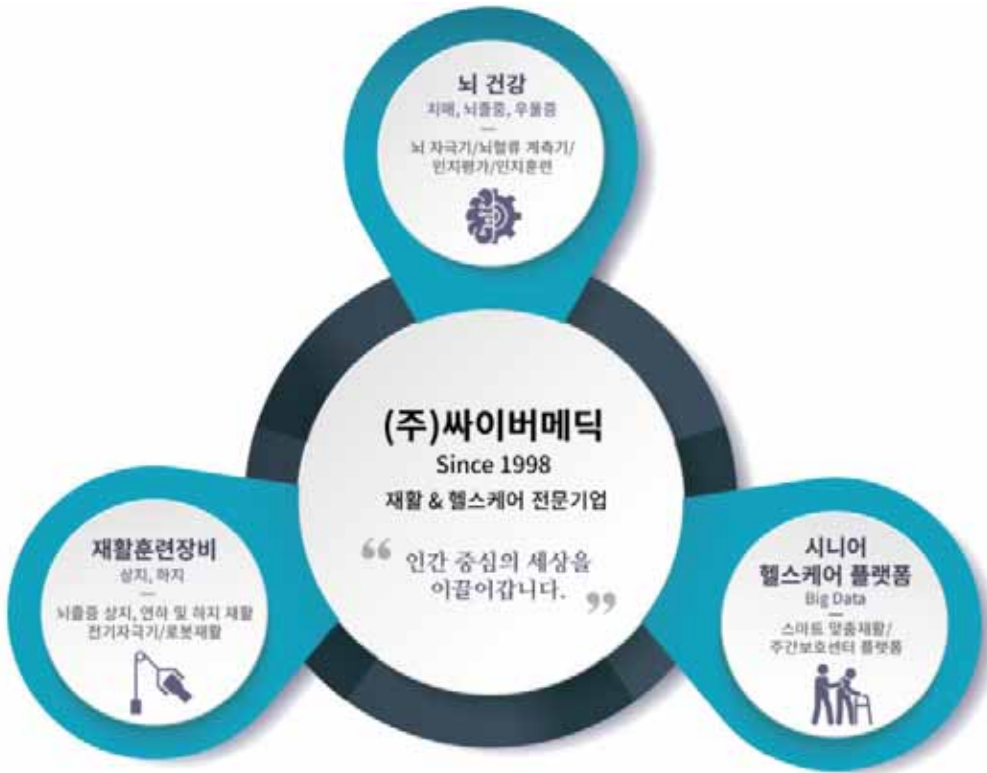 뇌 건강
치매, 뇌졸중, 우울증
뇌 자극기/뇌혈류 계측기/
인지평가/인지훈련
(주)싸이버메딕
Since 1998
재활 & 헬스케어 전문기업
“ 인간 중심의 세상을
이끌어갑니다. ”
재활훈련장비
상지, 하지
뇌졸중 상지, 연하 및 하지 재활
전기자극기/로봇재활
시니어
헬스케어 플랫폼
Big Data
스마트 맞춤재활/
주간보호센터 플랫폼